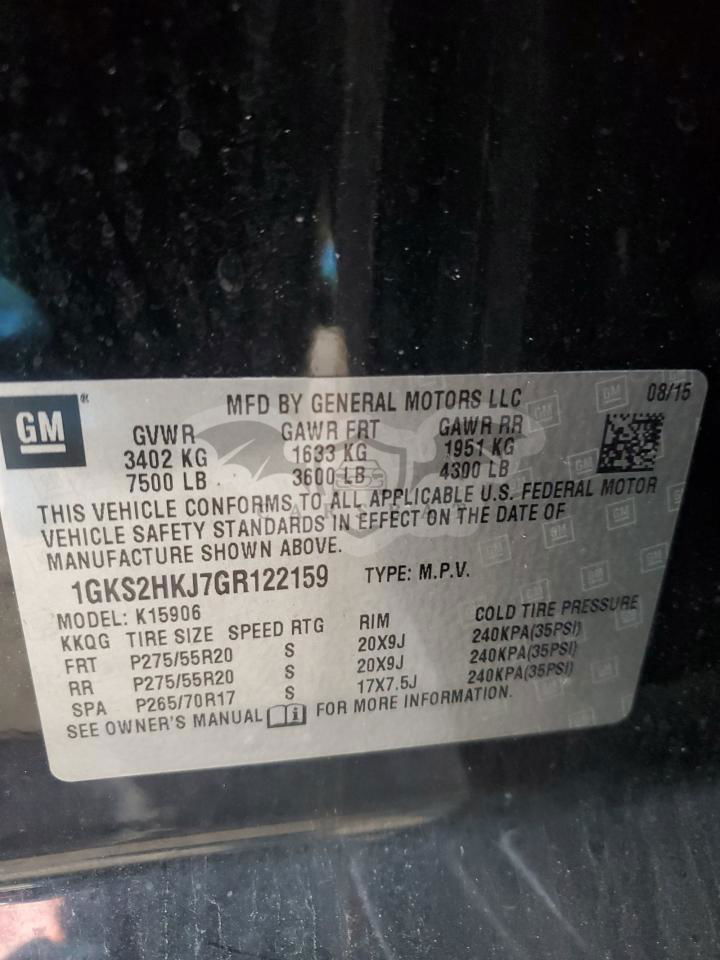 GM
MFD BY GENERAL MOTORS LLC 08/15
GVWR GAWR FRT GAWR RR
3402 KG 1633 KG 1951 KG
7500 LB 3600 LB 4300 LB
THIS VEHICLE CONFORMS TO ALL APPLICABLE U.S. FEDERAL MOTOR
VEHICLE SAFETY STANDARDS IN EFFECT ON THE DATE OF
MANUFACTURE SHOWN ABOVE.
1GKS2HKJ7GR122159 TYPE: M.P.V.
MODEL: K15906
KKQG TIRE SIZE SPEED RTG RIM COLD TIRE PRESSURE
FRT P275/55R20 S 20X9J 240KPA(35PSI)
RR P275/55R20 S 20X9J 240KPA(35PSI)
SPA P265/70R17 S 17X7.5J 240KPA(35PSI)
SEE OWNER'S MANUAL FOR MORE INFORMATION.